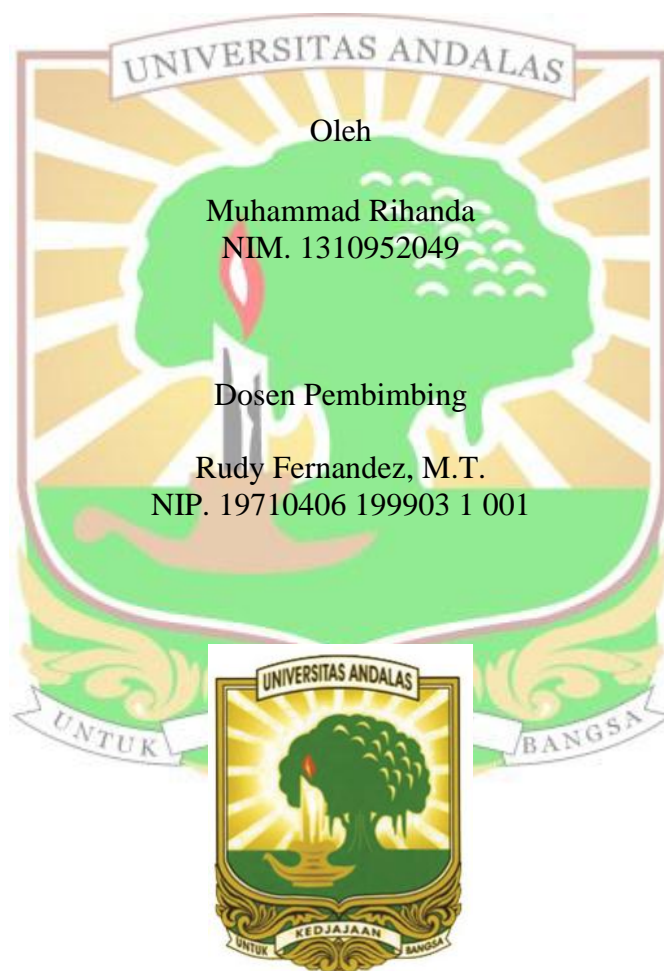 UNIVERSITAS ANDALAS
Oleh
Muhammad Rihanda
NIM. 1310952049
Dosen Pembimbing
Rudy Fernandez, M.T.
NIP. 19710406 199903 1 001
UNTUK BANGSA
UNIVERSITAS ANDALAS
KEDJAJAAN
UNTUK BANGSA